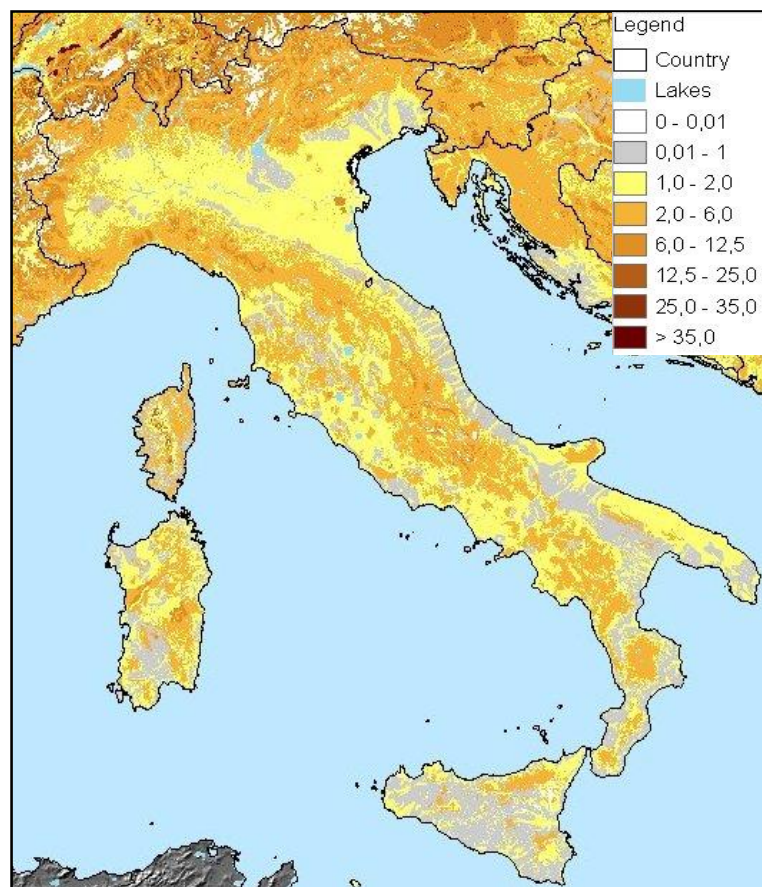 Legend
Country
Lakes
0 - 0,01
0,01 - 1
1,0 - 2,0
2,0 - 6,0
6,0 - 12,5
12,5 - 25,0
25,0 - 35,0
> 35,0